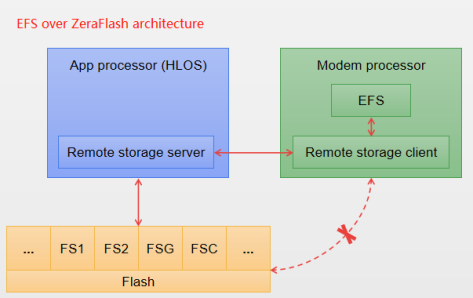 EFS over ZeraFlash architecture
App processor (HLOS)
Remote storage server
Modem processor
EFS
Remote storage client
... FS1 FS2 FSG FSC ...
Flash